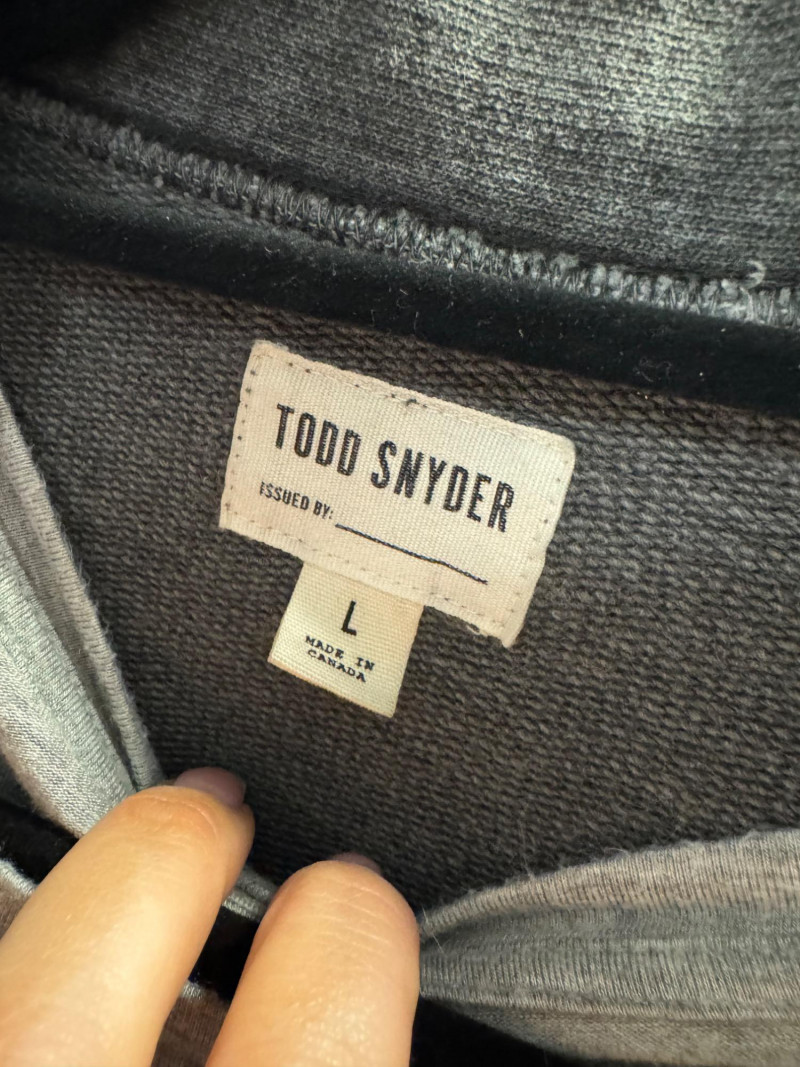 TODD SNYDER
ISSUED BY:
L
MADE IN
CANADA